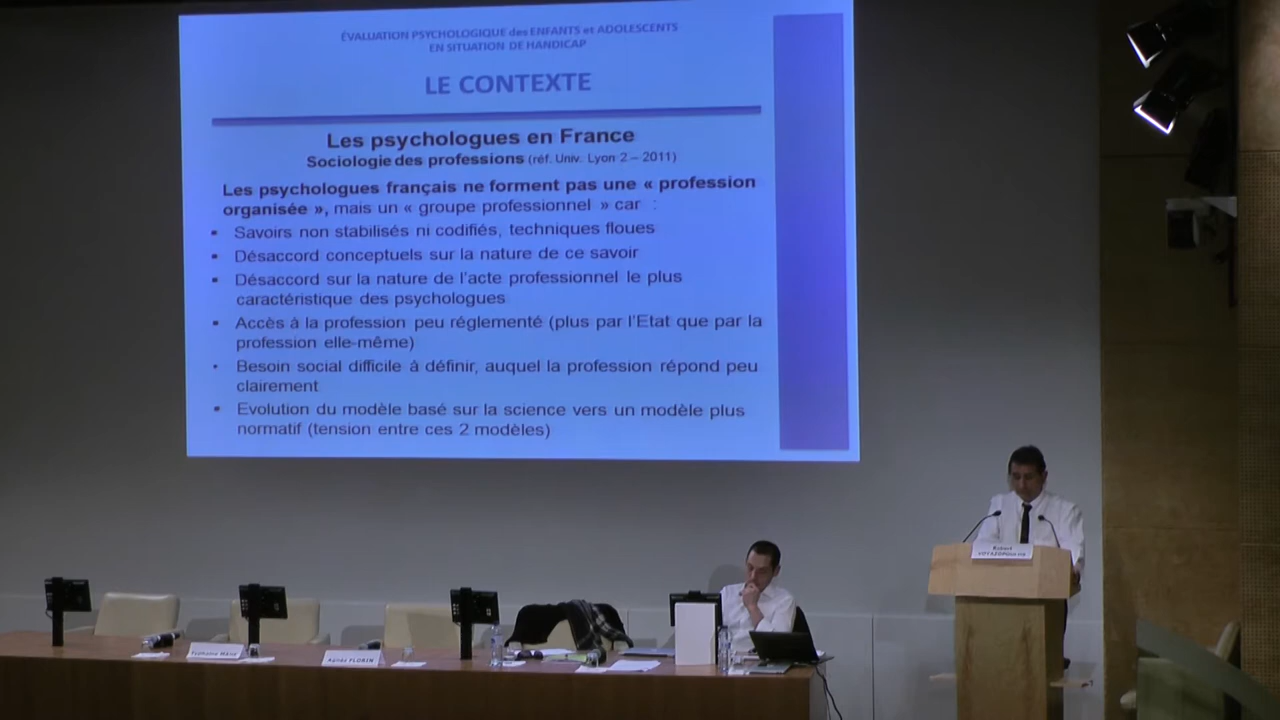 ÉVALUATION PSYCHOLOGIQUE des ENFANTS et ADOLESCENTS
EN SITUATION DE HANDICAP
LE CONTEXTE
Les psychologues en France
Sociologie des professions (réf. Univ. Lyon 2 – 2011)
Les psychologues français ne forment pas une « profession
organisée », mais un « groupe professionnel » car :
▪ Savoirs non stabilisés ni codifiés, techniques floues
▪ Désaccord conceptuels sur la nature de ce savoir
▪ Désaccord sur la nature de l'acte professionnel le plus
caractéristique des psychologues
▪ Accès à la profession peu réglementé (plus par l'Etat que par la
profession elle-même)
• Besoin social difficile à définir, auquel la profession répond peu
clairement
▪ Evolution du modèle basé sur la science vers un modèle plus
normatif (tension entre ces 2 modèles)
Robert
VOYAZOPOULOS
Agnès FLORIN